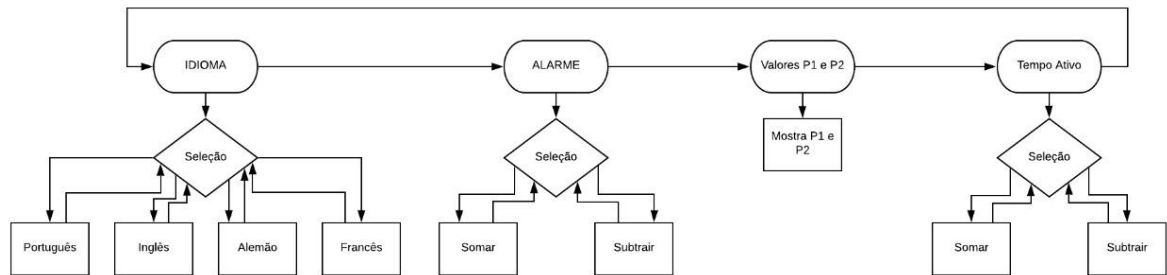 IDIOMA
ALARME
Valores P1 e P2
Tempo Ativo
Seleção
Seleção
Mostra P1 e
P2
Seleção
Português
Inglês
Alemão
Francês
Somar
Subtrair
Somar
Subtrair